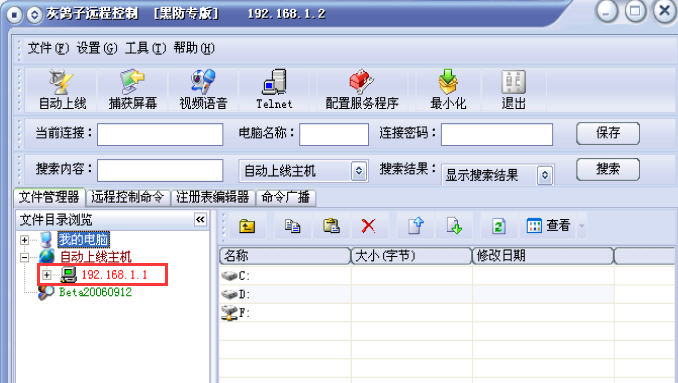 灰鸽子远程控制 [黑防专版] 192.168.1.2
文件(F) 设置(G) 工具(T) 帮助(H)
自动上线 捕获屏幕 视频语音 Telnet 配置服务程序 最小化 退出
当前连接： 电脑名称： 连接密码： 保存
搜索内容： 自动上线主机 搜索结果： 显示搜索结果 搜索
文件管理器 远程控制命令 注册表编辑器 命令广播
文件目录浏览 « 查看
我的电脑
自动上线主机 名称 大小(字节) 修改日期
192.168.1.1 C:
Beta20060912 D:
F: